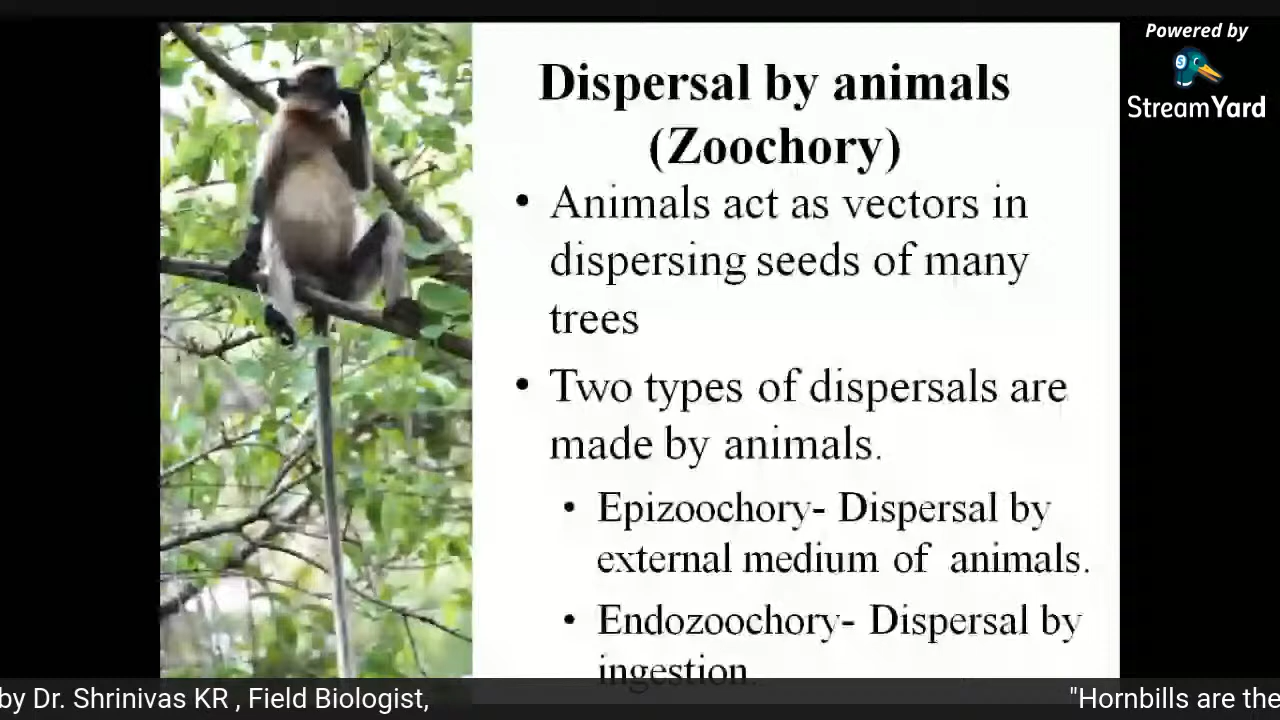 Powered by
StreamYard
Dispersal by animals
(Zoochory)
• Animals act as vectors in
dispersing seeds of many
trees
• Two types of dispersals are
made by animals.
• Epizoochory- Dispersal by
external medium of animals.
• Endozoochory- Dispersal by
ingestion.
by Dr. Shrinivas KR , Field Biologist,
"Hornbills are the